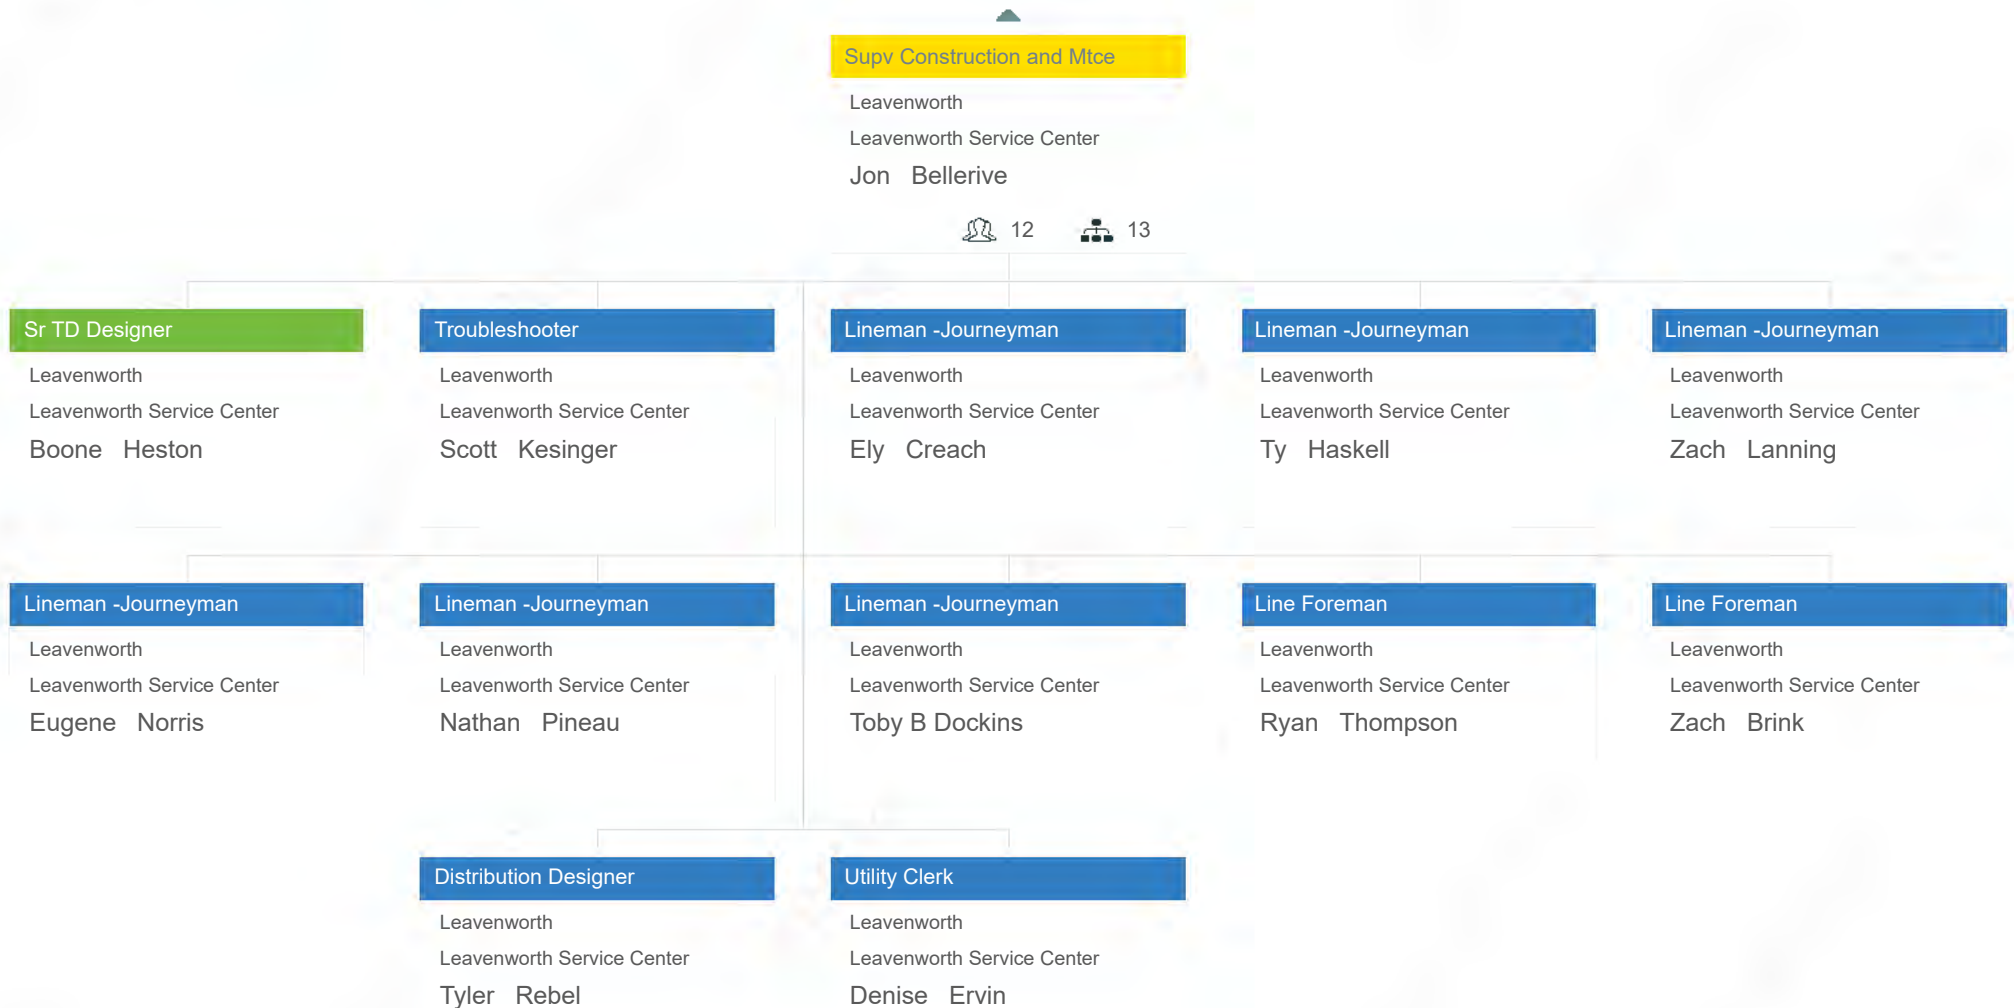 Supv Construction and Mtce
Leavenworth
Leavenworth Service Center
Jon Bellerive
12 13
Sr TD Designer
Leavenworth
Leavenworth Service Center
Boone Heston
Troubleshooter
Leavenworth
Leavenworth Service Center
Scott Kesinger
Lineman -Journeyman
Leavenworth
Leavenworth Service Center
Ely Creach
Lineman -Journeyman
Leavenworth
Leavenworth Service Center
Ty Haskell
Lineman -Journeyman
Leavenworth
Leavenworth Service Center
Zach Lanning
Lineman -Journeyman
Leavenworth
Leavenworth Service Center
Eugene Norris
Lineman -Journeyman
Leavenworth
Leavenworth Service Center
Nathan Pineau
Lineman -Journeyman
Leavenworth
Leavenworth Service Center
Toby B Dockins
Line Foreman
Leavenworth
Leavenworth Service Center
Ryan Thompson
Line Foreman
Leavenworth
Leavenworth Service Center
Zach Brink
Distribution Designer
Leavenworth
Leavenworth Service Center
Tyler Rebel
Utility Clerk
Leavenworth
Leavenworth Service Center
Denise Ervin